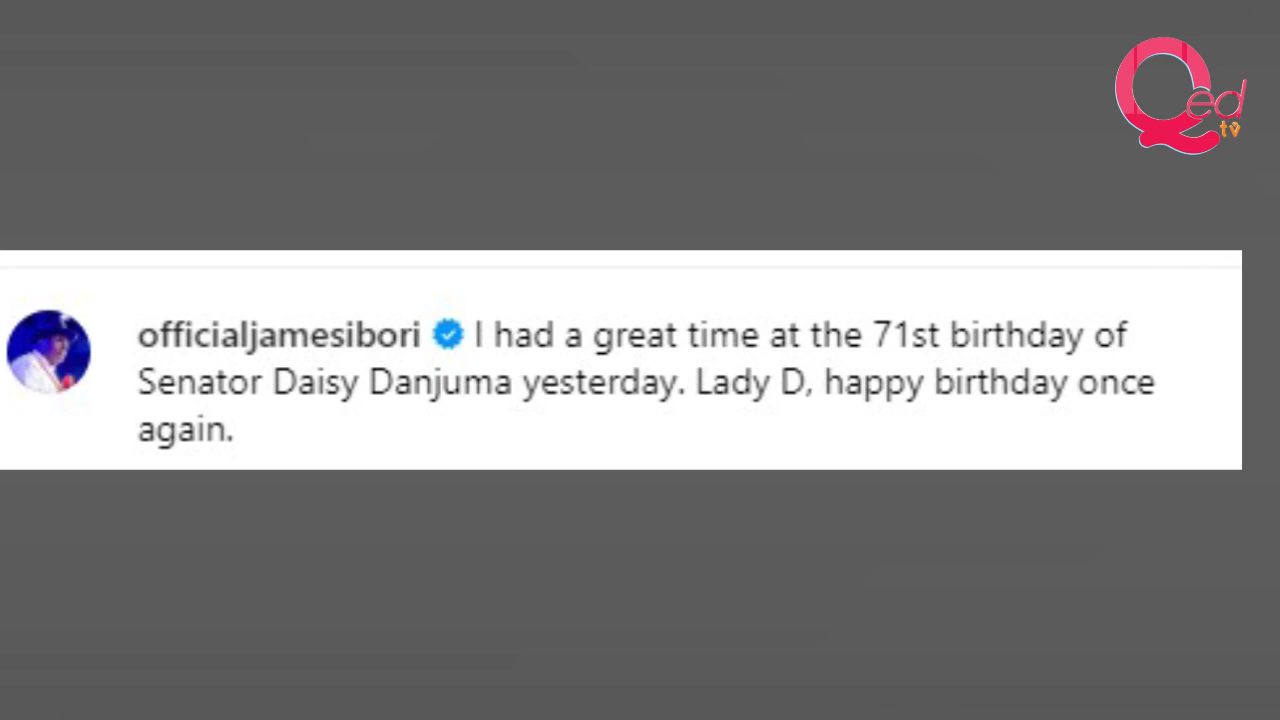 Qed
tv
officialjamesibori I had a great time at the 71st birthday of
Senator Daisy Danjuma yesterday. Lady D, happy birthday once
again.